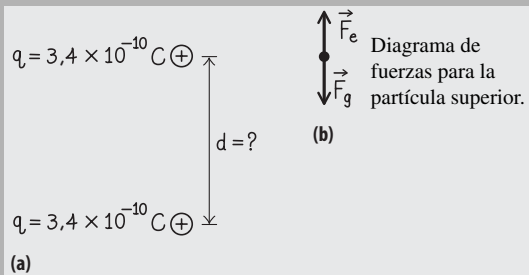 q = 3,4 × 10⁻¹⁰ C ⊕
d = ?
q = 3,4 × 10⁻¹⁰ C ⊕
(a)
F⃗e
F⃗g
Diagrama de
fuerzas para la
partícula superior.
(b)